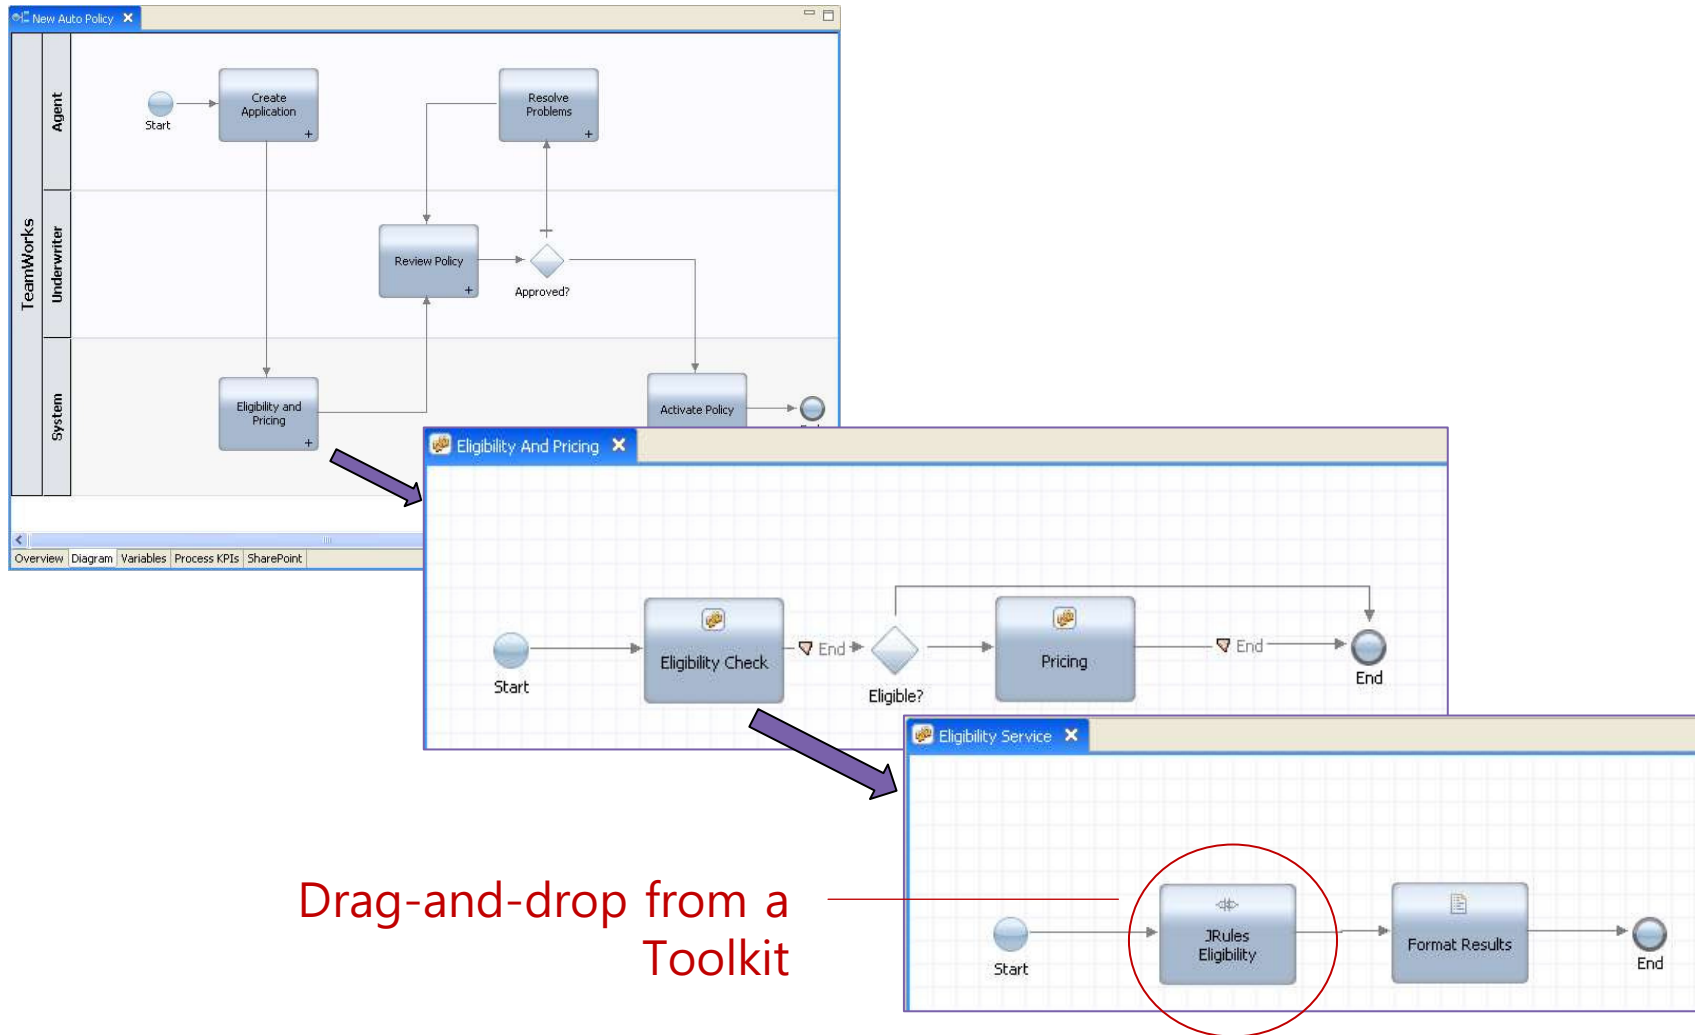 New Auto Policy
TeamWorks
Agent
Start
Create
Application
Resolve
Problems
Underwriter
Review Policy
Approved?
System
Eligibility and
Pricing
Activate Policy
Overview Diagram Variables Process KPIs SharePoint
Eligibility And Pricing
Start
Eligibility Check
End
Eligible?
Pricing
End
End
Eligibility Service
Start
JRules
Eligibility
Format Results
End
Drag-and-drop from a
Toolkit